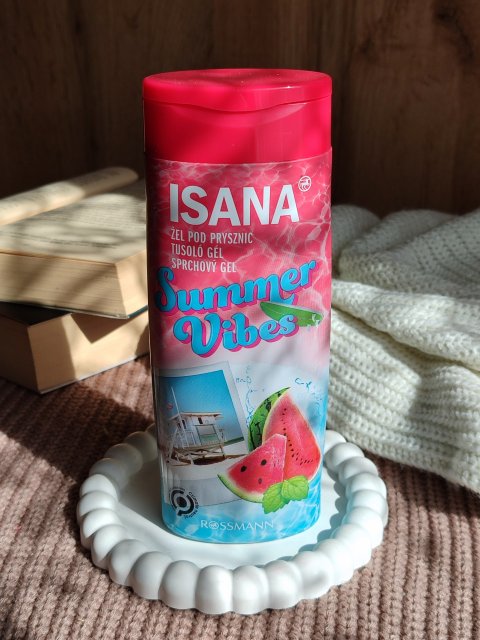 ISANA
ŻEL POD PRYSZNIC
TUSOLÓ GÉL
SPRCHOVÝ GEL
Summer
Vibes
ROSSMANN